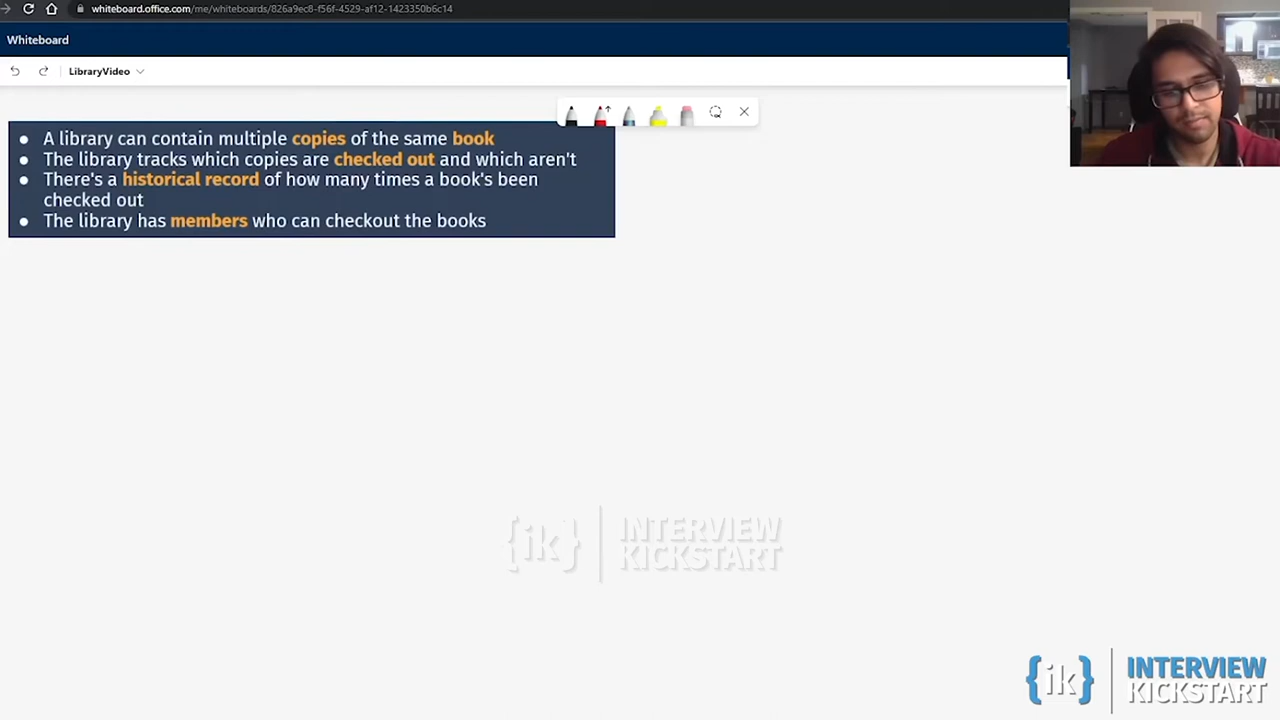 whiteboard.office.com/me/whiteboards/826a9ec8-f56f-4529-af12-1423350b6c14
Whiteboard
LibraryVideo
● A library can contain multiple copies of the same book
● The library tracks which copies are checked out and which aren't
● There's a historical record of how many times a book's been
checked out
● The library has members who can checkout the books
{ik} INTERVIEW
KICKSTART
{ik} INTERVIEW
KICKSTART